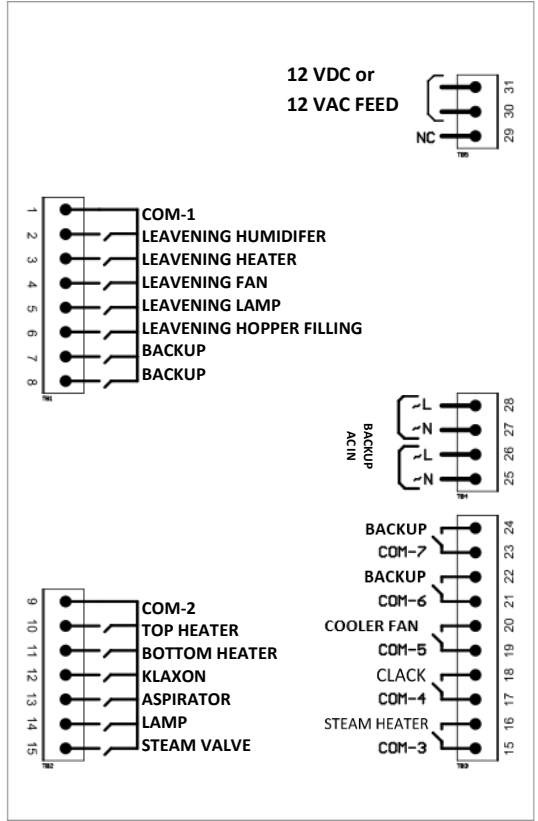 12 VDC or
12 VAC FEED
NC
31
30
29
TB5
1
2
3
4
5
6
7
8
COM-1
LEAVENING HUMIDIFER
LEAVENING HEATER
LEAVENING FAN
LEAVENING LAMP
LEAVENING HOPPER FILLING
BACKUP
BACKUP
TB1
~L
~N
~L
~N
BACKUP
AC IN
28
27
26
25
TB4
BACKUP
COM-7
BACKUP
COM-6
COOLER FAN
COM-5
CLACK
COM-4
STEAM HEATER
COM-3
24
23
22
21
20
19
18
17
16
15
TB3
9
10
11
12
13
14
15
COM-2
TOP HEATER
BOTTOM HEATER
KLAXON
ASPIRATOR
LAMP
STEAM VALVE
TB2